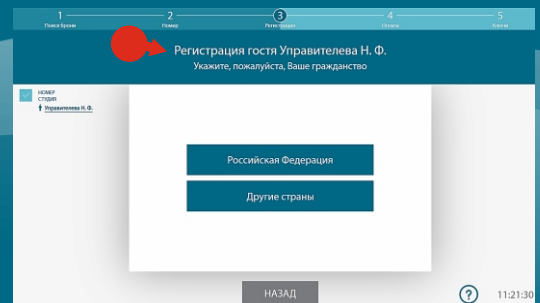 1 2 3 4 5
Поиск брони Номер Регистрация Оплата Ключи
Регистрация гостя Управителева Н. Ф.
Укажите, пожалуйста, Ваше гражданство
НОМЕР
СТУДИЯ
Управителева Н. Ф.
Российская Федерация
Другие страны
НАЗАД
? 11:21:30